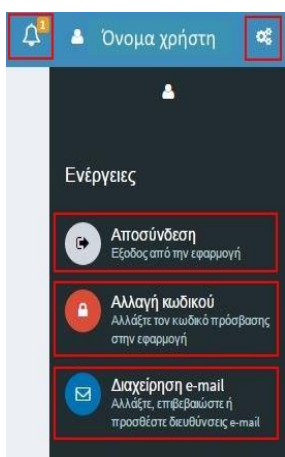 1
Όνομα χρήστη
Ενέργειες
Αποσύνδεση
Εξοδος από την εφαρμογή
Αλλαγή κωδικού
Αλλάξτε τον κωδικό πρόσβασης
στην εφαρμογή
Διαχείρηση e-mail
Αλλάξτε, επιβεβαιώστε ή
προσθέστε διευθύνσεις e-mail